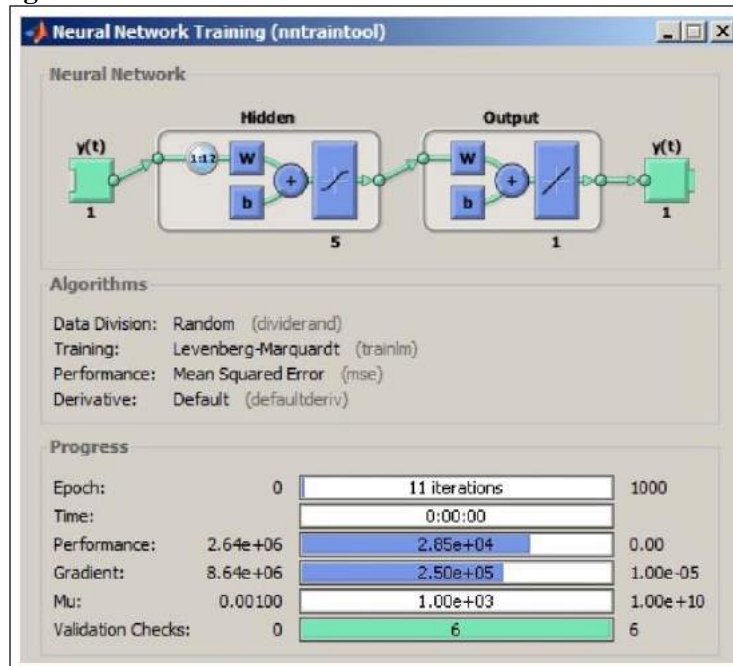 Neural Network Training (nntraintool)
Neural Network
Hidden
Output
y(t)
1
1:12
W
b
+
5
W
b
+
1
y(t)
1
Algorithms
Data Division: Random (dividerand)
Training: Levenberg-Marquardt (trainlm)
Performance: Mean Squared Error (mse)
Derivative: Default (defaultderiv)
Progress
Epoch: 0 11 iterations 1000
Time: 0:00:00
Performance: 2.64e+06 2.85e+04 0.00
Gradient: 8.64e+06 2.50e+05 1.00e-05
Mu: 0.00100 1.00e+03 1.00e+10
Validation Checks: 0 6 6